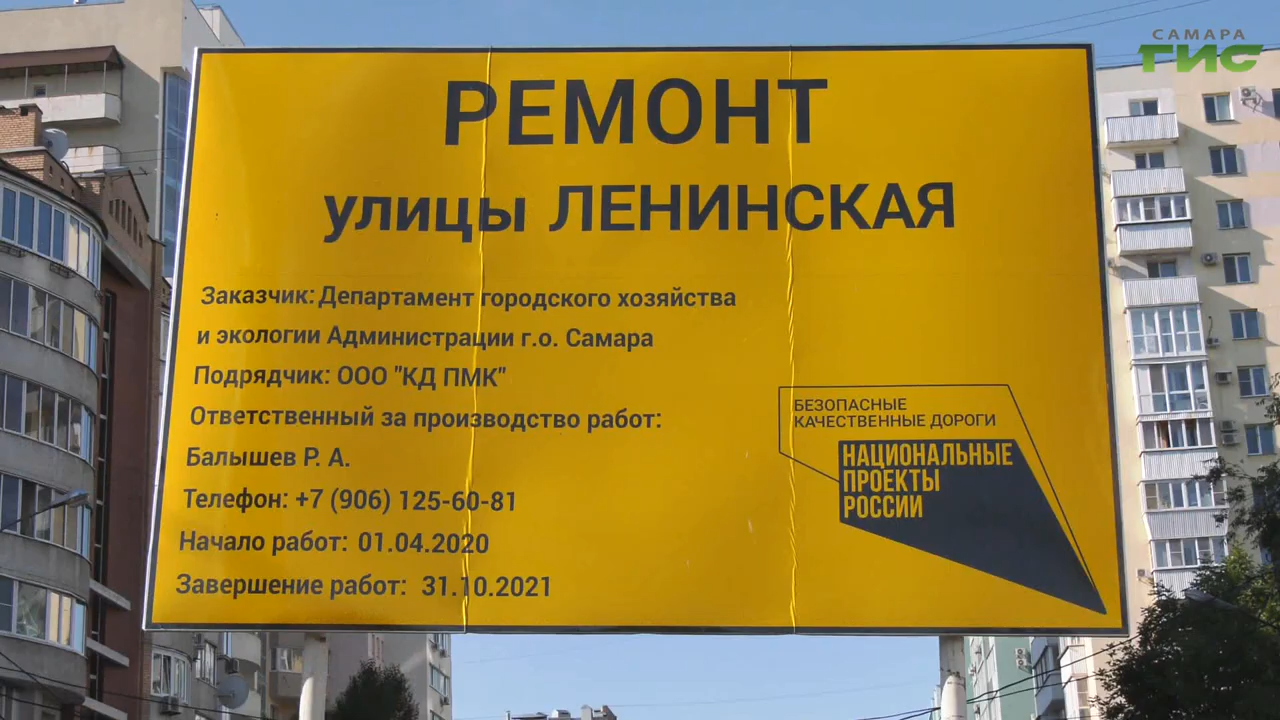 САМАРА
ГИС
РЕМОНТ
улицы ЛЕНИНСКАЯ
Заказчик: Департамент городского хозяйства
и экологии Администрации г.о. Самара
Подрядчик: ООО "КД ПМК"
Ответственный за производство работ:
Балышев Р. А.
Телефон: +7 (906) 125-60-81
Начало работ: 01.04.2020
Завершение работ: 31.10.2021
БЕЗОПАСНЫЕ
КАЧЕСТВЕННЫЕ ДОРОГИ
НАЦИОНАЛЬНЫЕ
ПРОЕКТЫ
РОССИИ